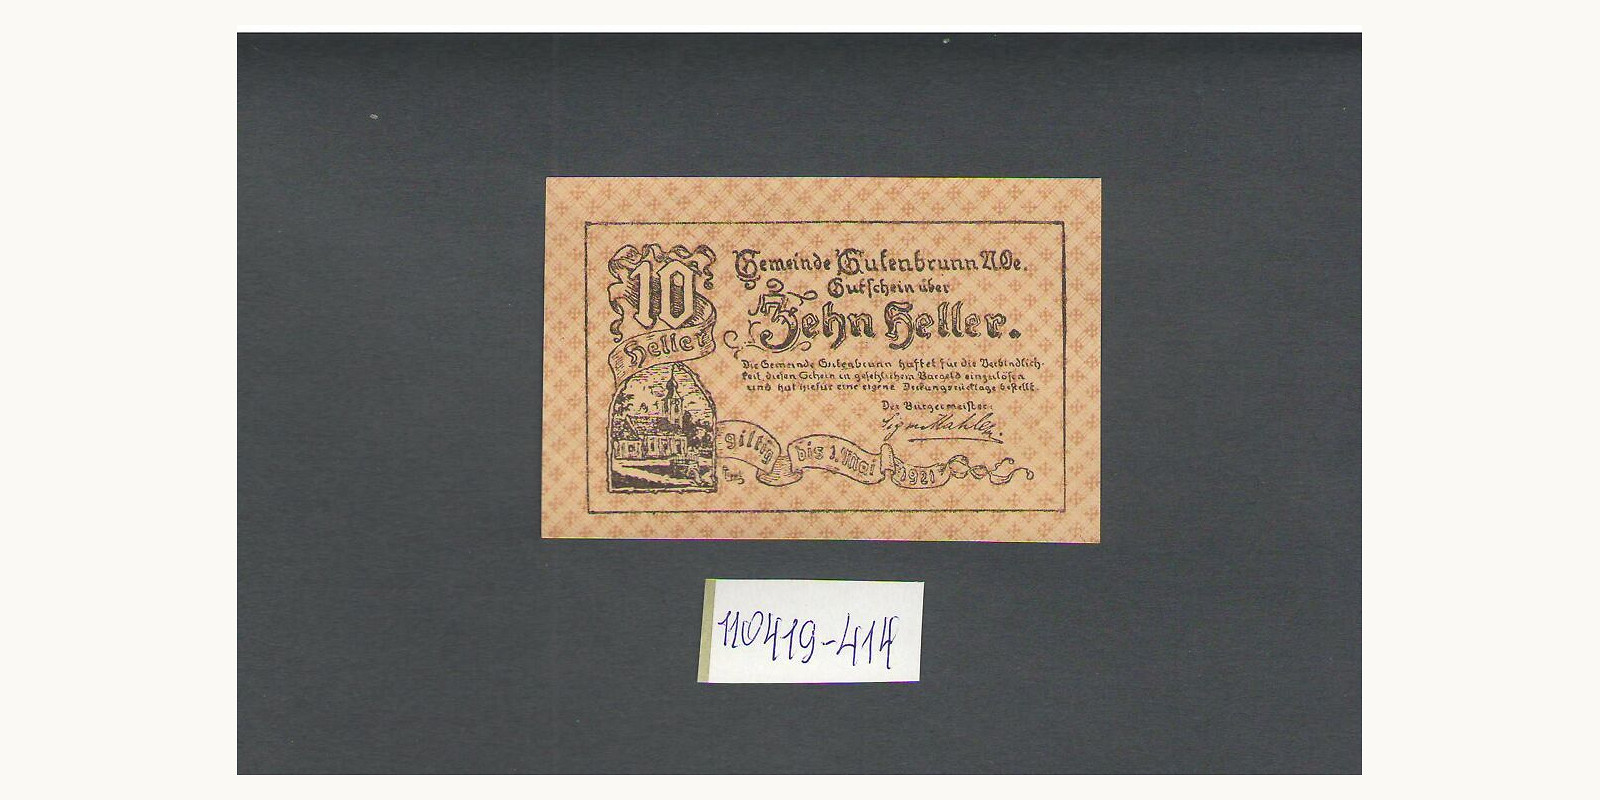 10
Heller
Gemeinde Gutenbrunn N.Oe.
Gutschein über
Zehn Heller.
Die Gemeinde Gutenbrunn haftet für die Verbindlich-
keit, diesen Schein in gesetzlichem Bargeld einzulösen
und hat hiefür eine eigene Deckungsrücklage bestellt.
Der Bürgermeister:
giltig bis 1. Mai 1921
110419-414